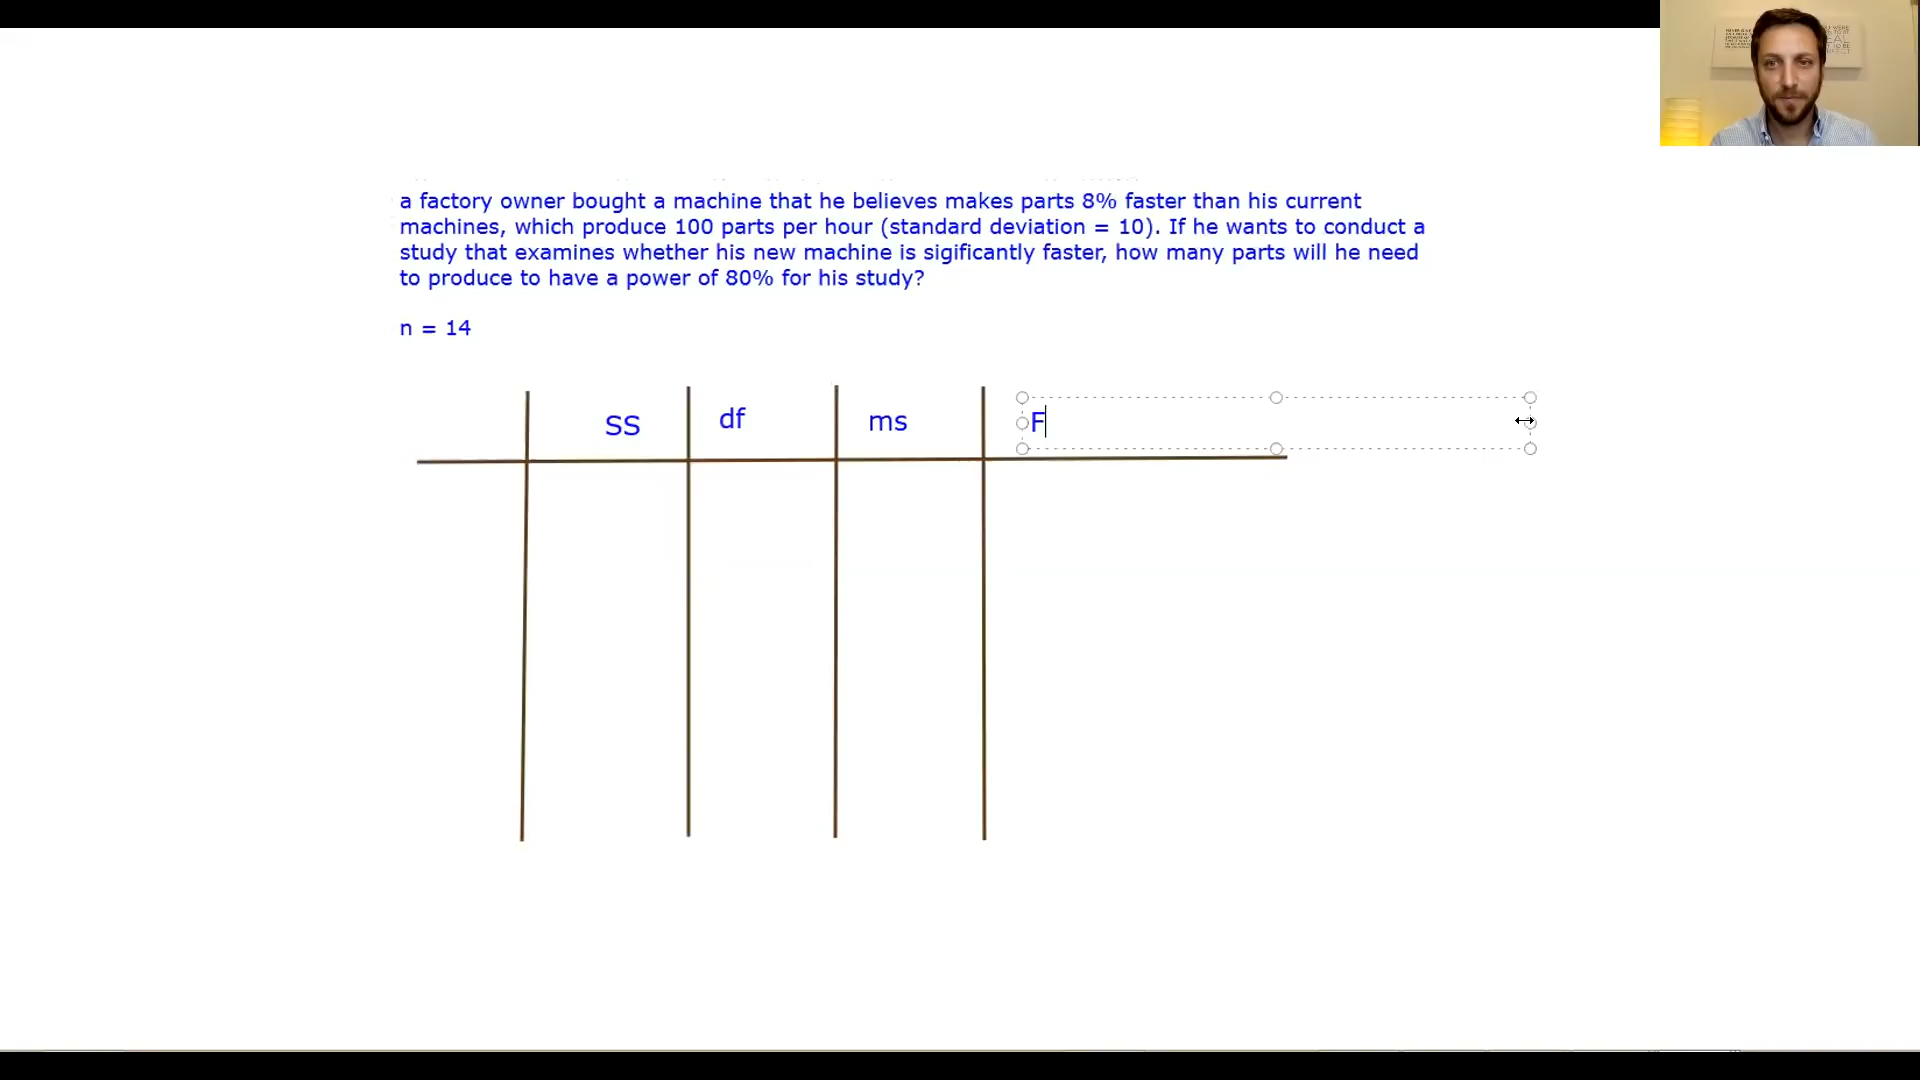 a factory owner bought a machine that he believes makes parts 8% faster than his current
machines, which produce 100 parts per hour (standard deviation = 10). If he wants to conduct a
study that examines whether his new machine is sigificantly faster, how many parts will he need
to produce to have a power of 80% for his study?
n = 14
SS df ms F